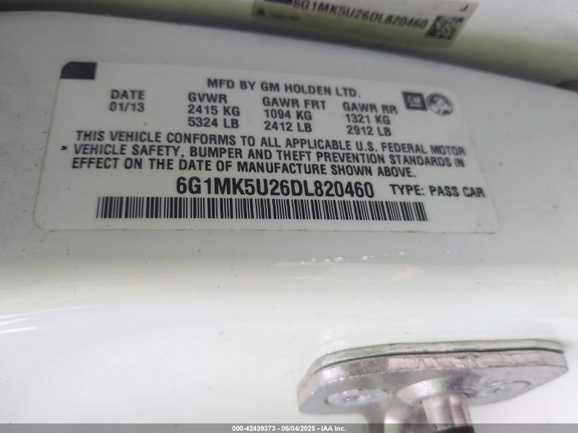 6G1MK5U26DL820460
MFD BY GM HOLDEN LTD.
DATE GVWR GAWR FRT GAWR RR GM
01/13 2415 KG 1094 KG 1321 KG
5324 LB 2412 LB 2912 LB
THIS VEHICLE CONFORMS TO ALL APPLICABLE U.S. FEDERAL MOTOR
VEHICLE SAFETY, BUMPER AND THEFT PREVENTION STANDARDS IN
EFFECT ON THE DATE OF MANUFACTURE SHOWN ABOVE.
6G1MK5U26DL820460 TYPE: PASS CAR
000-42439373 - 06/04/2025 - IAA Inc.